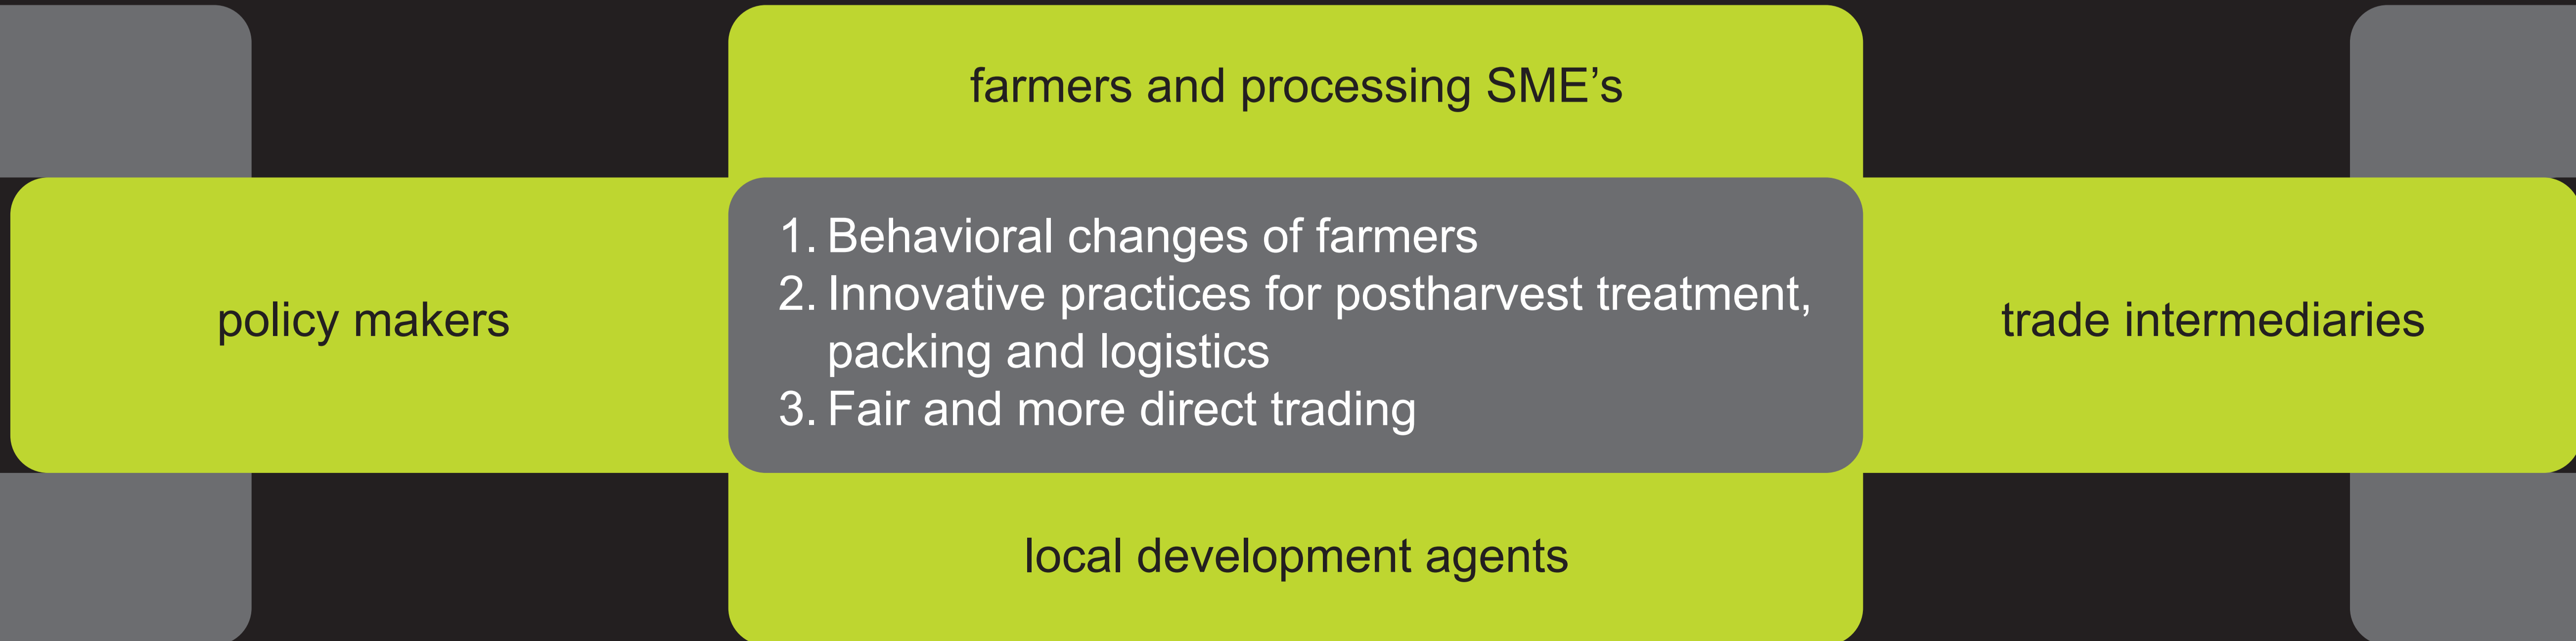 farmers and processing SME’s
policy makers
1. Behavioral changes of farmers
2. Innovative practices for postharvest treatment,
packing and logistics
3. Fair and more direct trading
trade intermediaries
local development agents